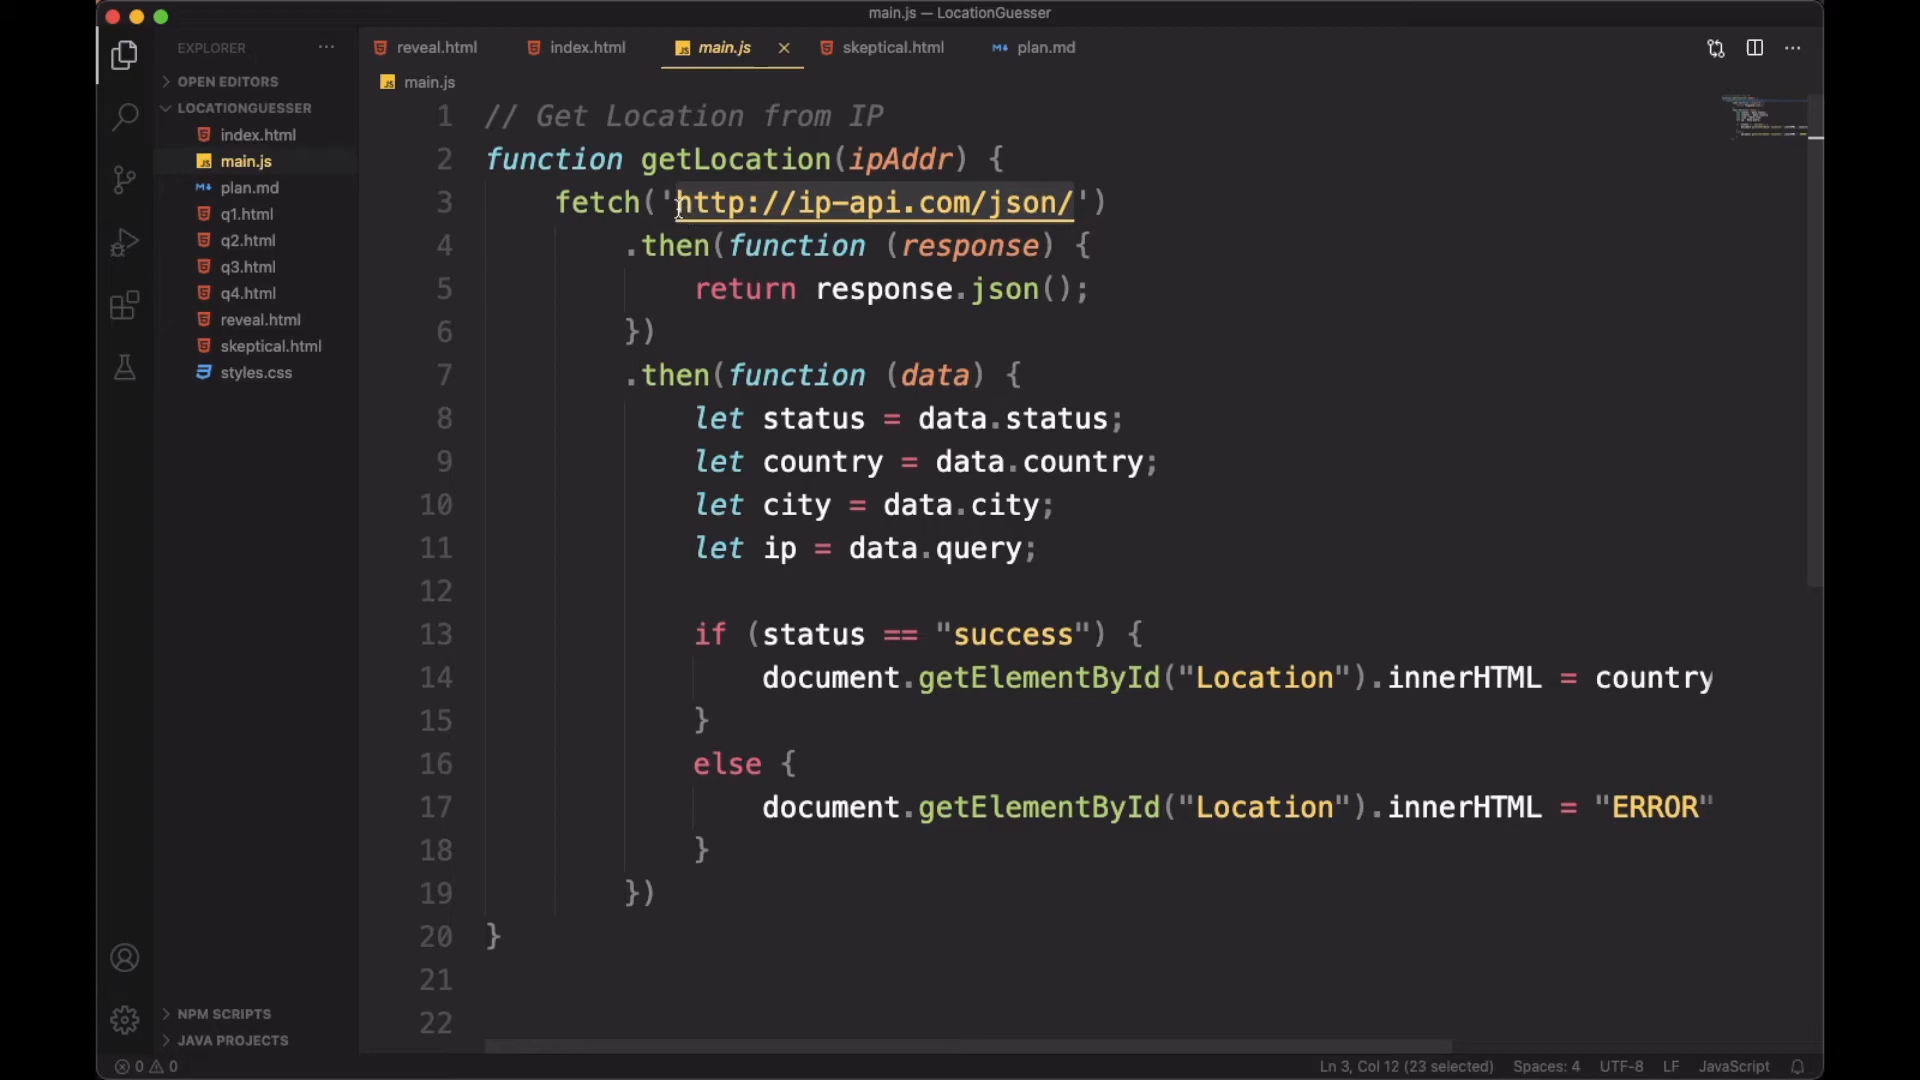 main.js — LocationGuesser
EXPLORER
reveal.html
index.html
main.js
skeptical.html
plan.md
OPEN EDITORS
LOCATIONGUESSER
index.html
main.js
plan.md
q1.html
q2.html
q3.html
q4.html
reveal.html
skeptical.html
styles.css
NPM SCRIPTS
JAVA PROJECTS
main.js
1 // Get Location from IP
2 function getLocation(ipAddr) {
3 fetch('http://ip-api.com/json/')
4 .then(function (response) {
5 return response.json();
6 })
7 .then(function (data) {
8 let status = data.status;
9 let country = data.country;
10 let city = data.city;
11 let ip = data.query;
12
13 if (status == "success") {
14 document.getElementById("Location").innerHTML = country
15 }
16 else {
17 document.getElementById("Location").innerHTML = "ERROR"
18 }
19 })
20 }
21
22
0 0
Ln 3, Col 12 (23 selected) Spaces: 4 UTF-8 LF JavaScript